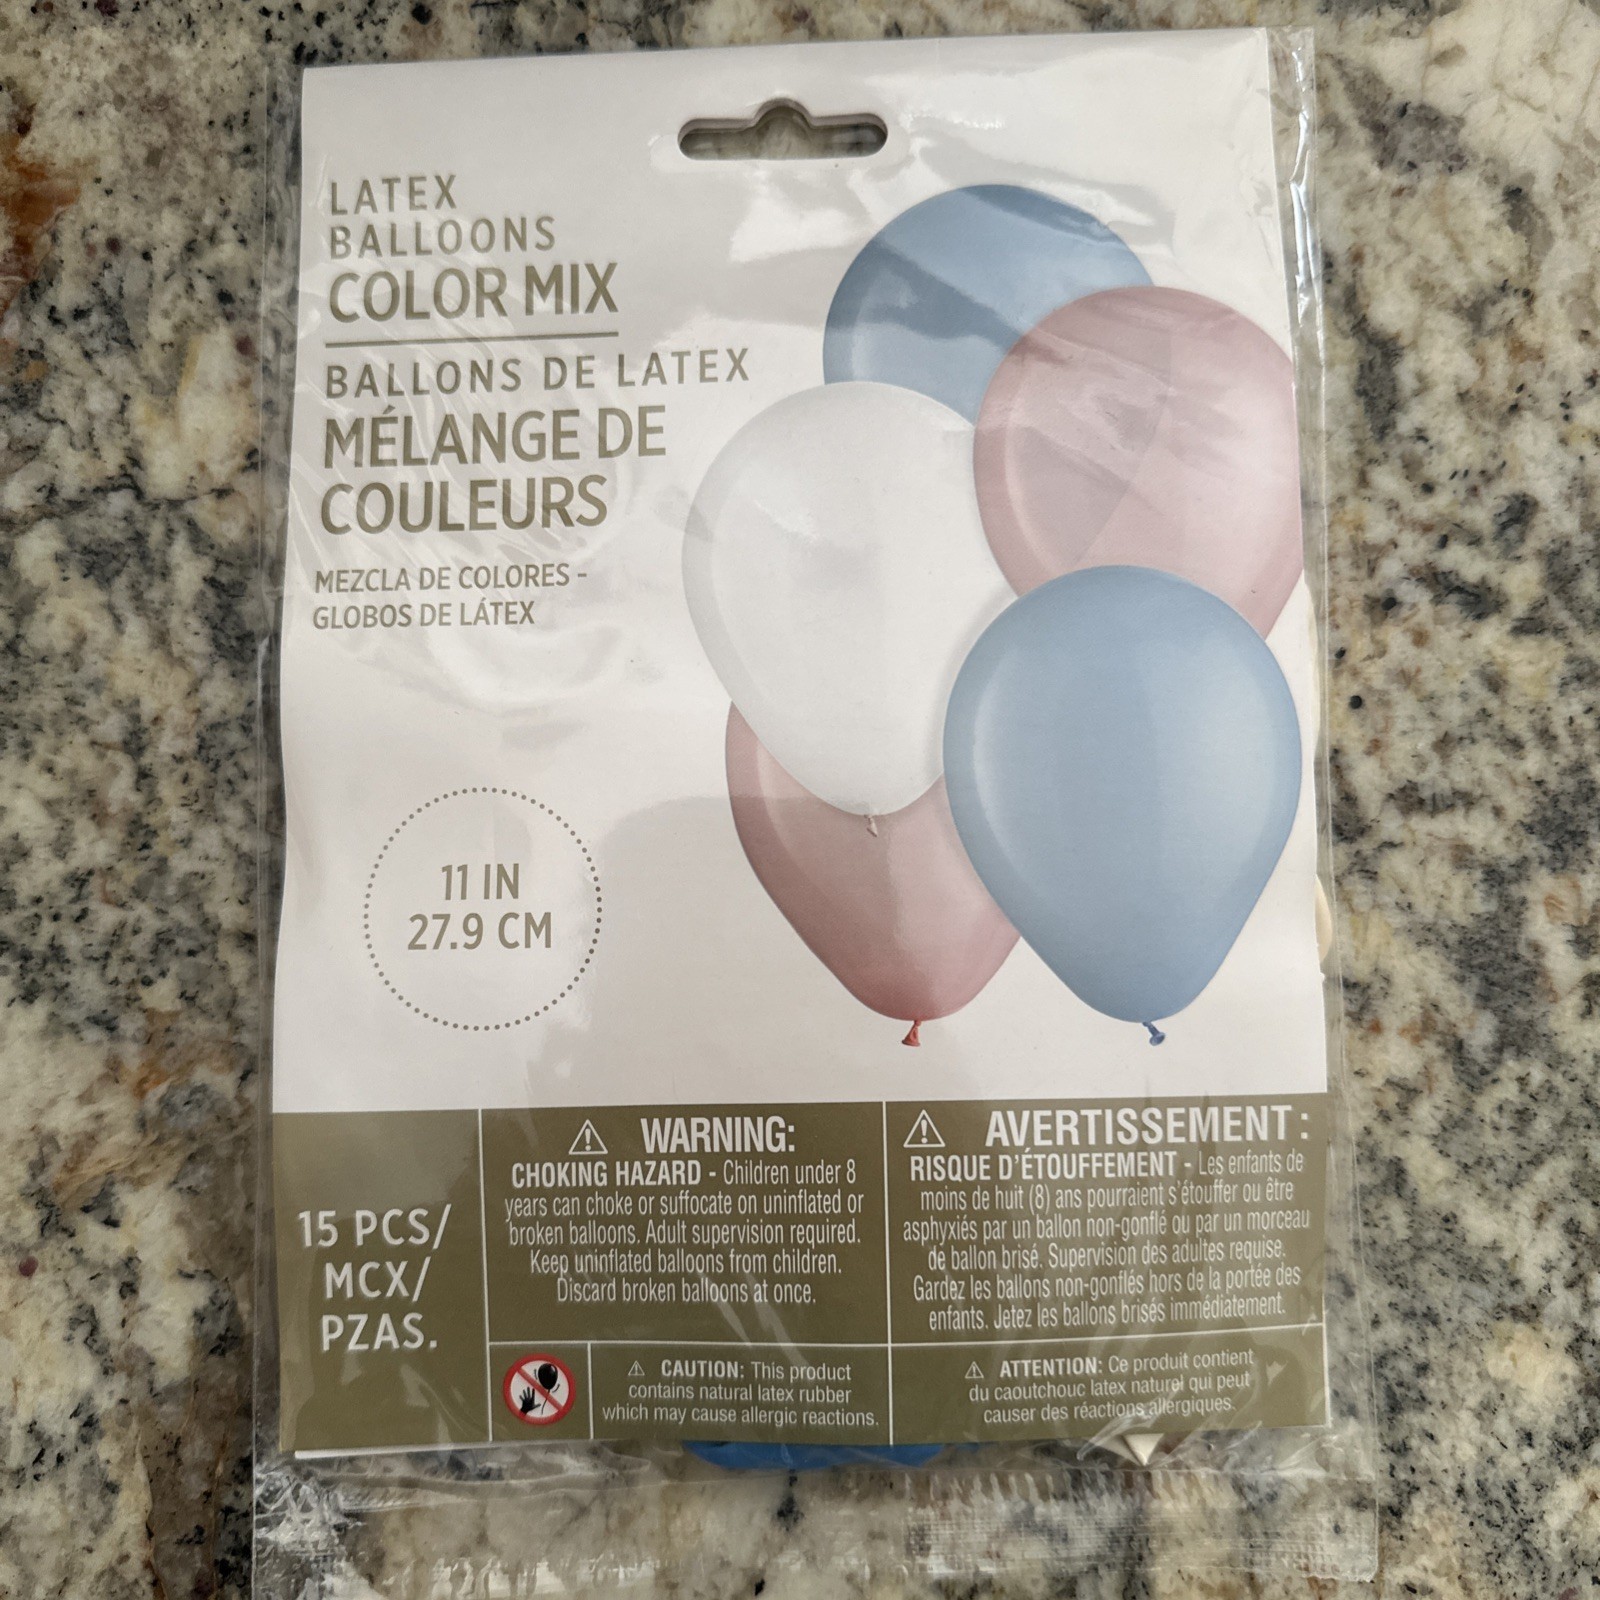 LATEX
BALLOONS
COLOR MIX
BALLONS DE LATEX
MÉLANGE DE
COULEURS
MEZCLA DE COLORES -
GLOBOS DE LÁTEX
11 IN
27.9 CM
15 PCS/
MCX/
PZAS.
⚠ WARNING:
CHOKING HAZARD - Children under 8
years can choke or suffocate on uninflated or
broken balloons. Adult supervision required.
Keep uninflated balloons from children.
Discard broken balloons at once.
⚠ CAUTION: This product
contains natural latex rubber
which may cause allergic reactions.
⚠ AVERTISSEMENT :
RISQUE D'ÉTOUFFEMENT - Les enfants de
moins de huit (8) ans pourraient s'étouffer ou être
asphyxiés par un ballon non-gonflé ou par un morceau
de ballon brisé. Supervision des adultes requise.
Gardez les ballons non-gonflés hors de la portée des
enfants. Jetez les ballons brisés immédiatement.
⚠ ATTENTION: Ce produit contient
du caoutchouc latex naturel qui peut
causer des réactions allergiques.